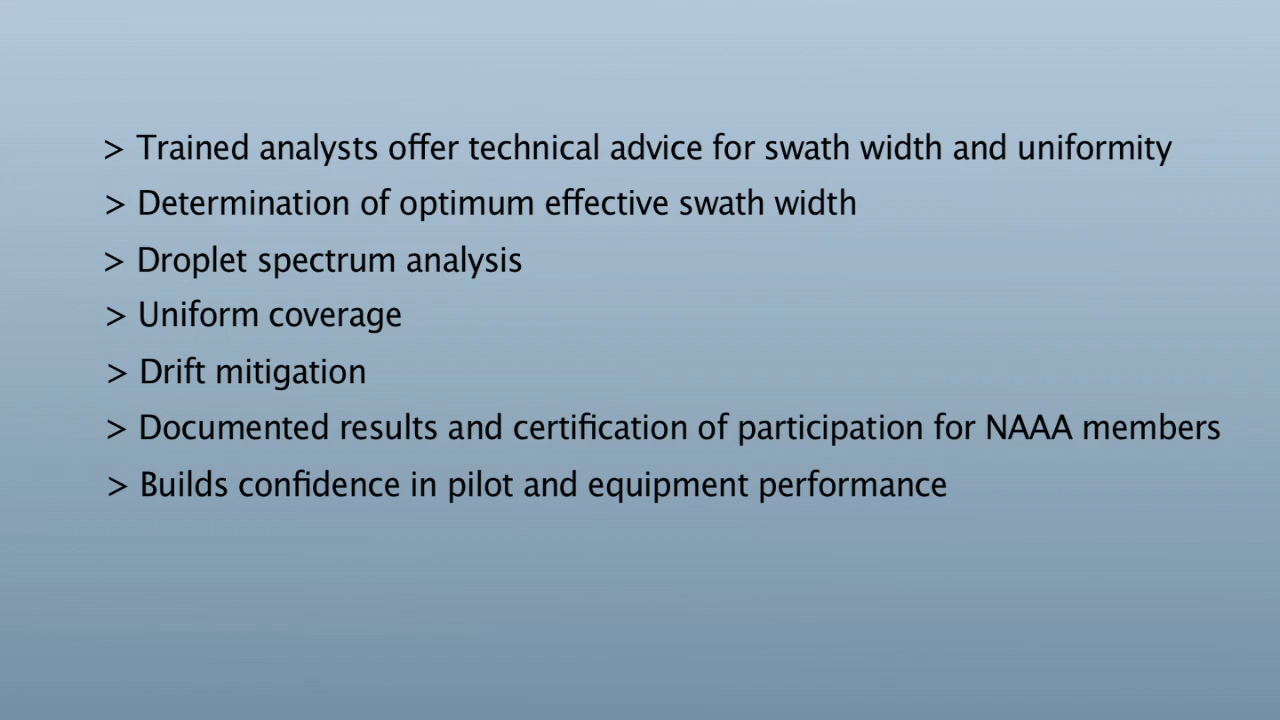 > Trained analysts offer technical advice for swath width and uniformity
> Determination of optimum effective swath width
> Droplet spectrum analysis
> Uniform coverage
> Drift mitigation
> Documented results and certification of participation for NAAA members
> Builds confidence in pilot and equipment performance